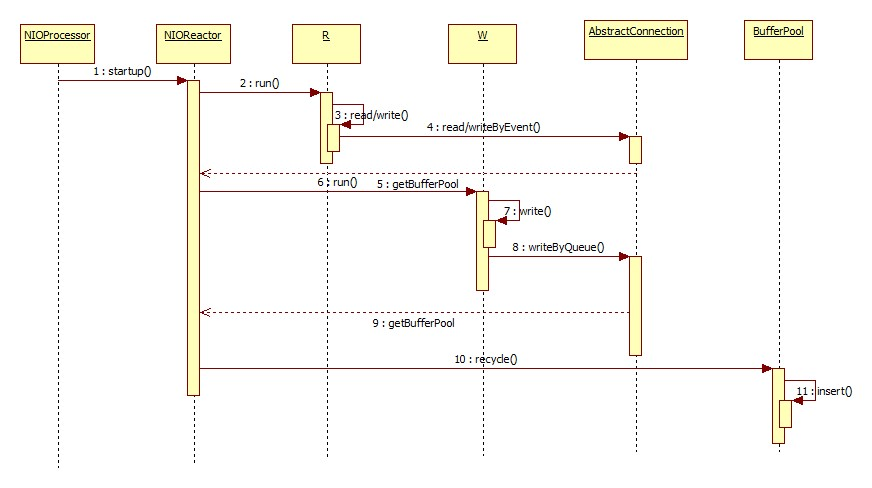 NIOProcessor
NIOReactor
R
W
AbstractConnection
BufferPool
1 : startup()
2 : run()
3 : read/write()
4 : read/writeByEvent()
5 : getBufferPool
6 : run()
7 : write()
8 : writeByQueue()
9 : getBufferPool
10 : recycle()
11 : insert()